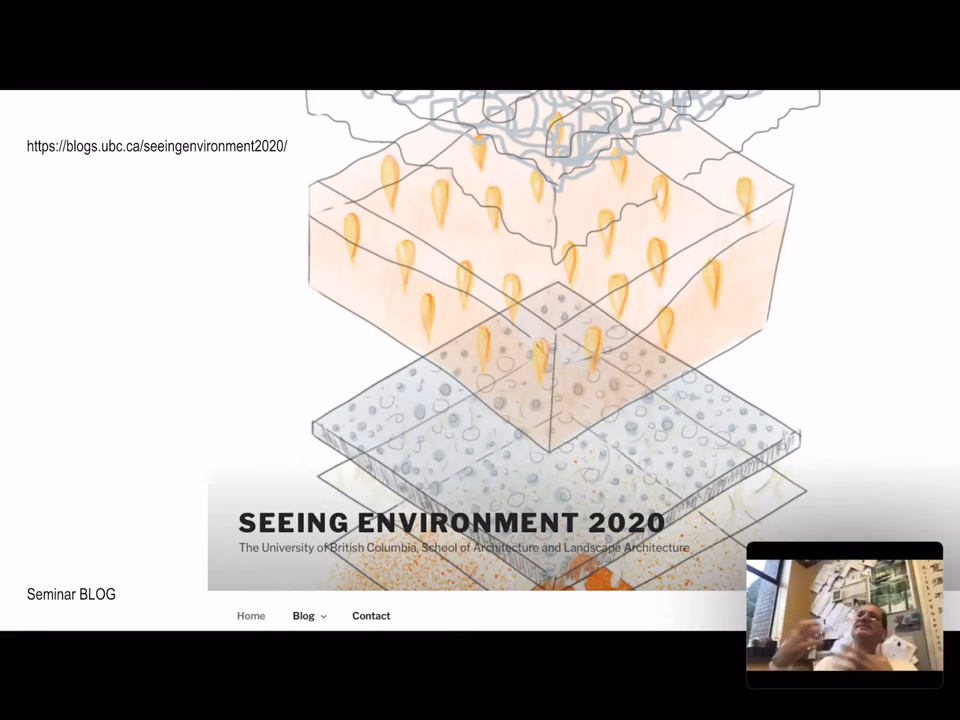 https://blogs.ubc.ca/seeingenvironment2020/
SEEING ENVIRONMENT 2020
The University of British Columbia, School of Architecture and Landscape Architecture
Seminar BLOG
Home Blog Contact